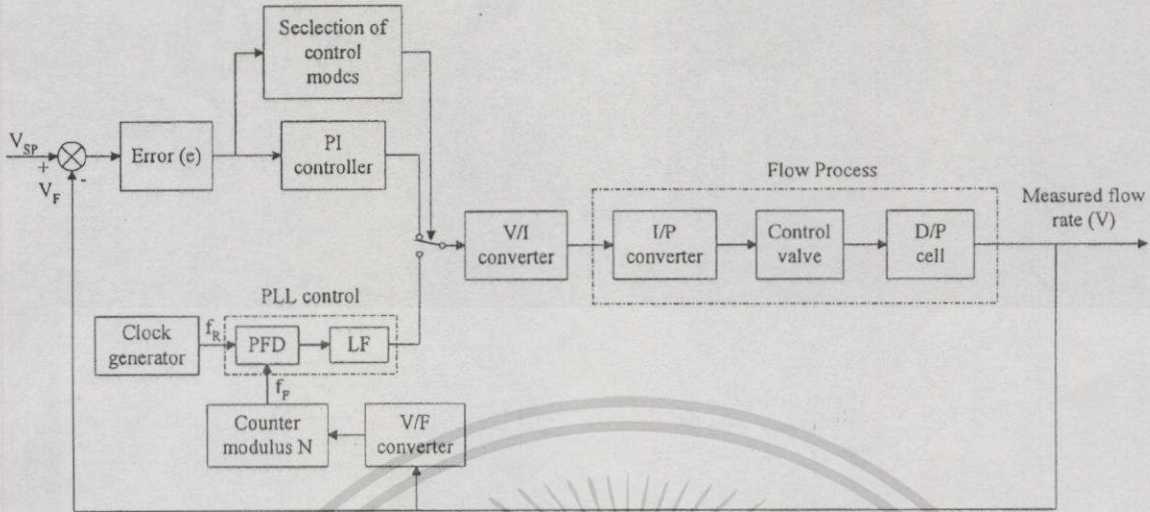 Seclection of
control
modes
V_SP
+
V_F
-
Error (e)
PI
controller
Flow Process
Measured flow
rate (V)
V/I
converter
I/P
converter
Control
valve
D/P
cell
PLL control
Clock
generator
f_R
PFD
LF
f_F
Counter
modulus N
V/F
converter